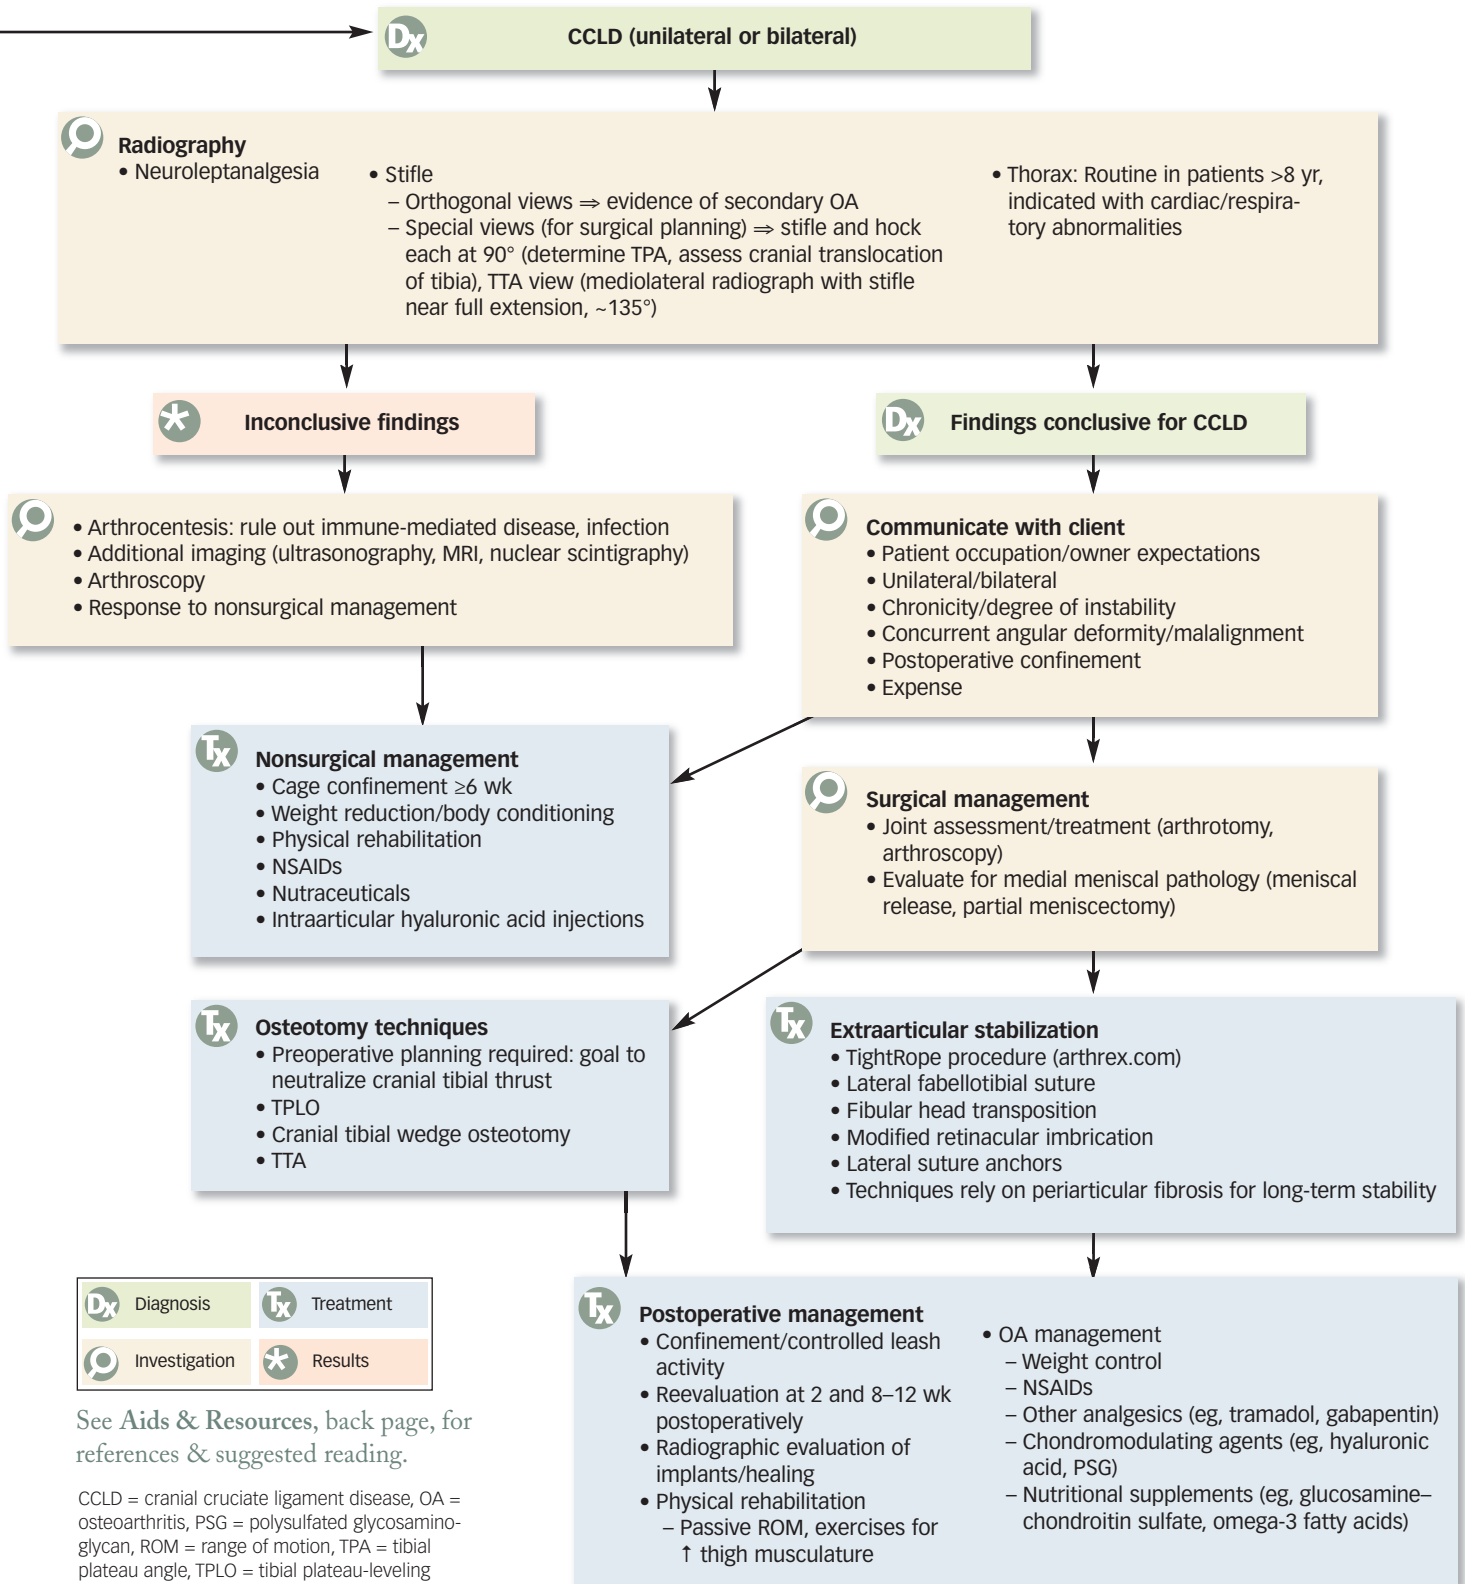 Dx
CCLD (unilateral or bilateral)
Radiography
• Neuroleptanalgesia
• Stifle
– Orthogonal views ⇒ evidence of secondary OA
– Special views (for surgical planning) ⇒ stifle and hock
each at 90° (determine TPA, assess cranial translocation
of tibia), TTA view (mediolateral radiograph with stifle
near full extension, ~135°)
• Thorax: Routine in patients >8 yr,
indicated with cardiac/respira-
tory abnormalities
*
Inconclusive findings
Dx
Findings conclusive for CCLD
• Arthrocentesis: rule out immune-mediated disease, infection
• Additional imaging (ultrasonography, MRI, nuclear scintigraphy)
• Arthroscopy
• Response to nonsurgical management
Communicate with client
• Patient occupation/owner expectations
• Unilateral/bilateral
• Chronicity/degree of instability
• Concurrent angular deformity/malalignment
• Postoperative confinement
• Expense
Tx
Nonsurgical management
• Cage confinement ≥6 wk
• Weight reduction/body conditioning
• Physical rehabilitation
• NSAIDs
• Nutraceuticals
• Intraarticular hyaluronic acid injections
Surgical management
• Joint assessment/treatment (arthrotomy,
arthroscopy)
• Evaluate for medial meniscal pathology (meniscal
release, partial meniscectomy)
Tx
Osteotomy techniques
• Preoperative planning required: goal to
neutralize cranial tibial thrust
• TPLO
• Cranial tibial wedge osteotomy
• TTA
Tx
Extraarticular stabilization
• TightRope procedure (arthrex.com)
• Lateral fabellotibial suture
• Fibular head transposition
• Modified retinacular imbrication
• Lateral suture anchors
• Techniques rely on periarticular fibrosis for long-term stability
Dx Diagnosis
Tx Treatment
Investigation
* Results
Tx
Postoperative management
• Confinement/controlled leash
activity
• Reevaluation at 2 and 8–12 wk
postoperatively
• Radiographic evaluation of
implants/healing
• Physical rehabilitation
– Passive ROM, exercises for
↑ thigh musculature
• OA management
– Weight control
– NSAIDs
– Other analgesics (eg, tramadol, gabapentin)
– Chondromodulating agents (eg, hyaluronic
acid, PSG)
– Nutritional supplements (eg, glucosamine–
chondroitin sulfate, omega-3 fatty acids)
See Aids & Resources, back page, for
references & suggested reading.
CCLD = cranial cruciate ligament disease, OA =
osteoarthritis, PSG = polysulfated glycosamino-
glycan, ROM = range of motion, TPA = tibial
plateau angle, TPLO = tibial plateau-leveling